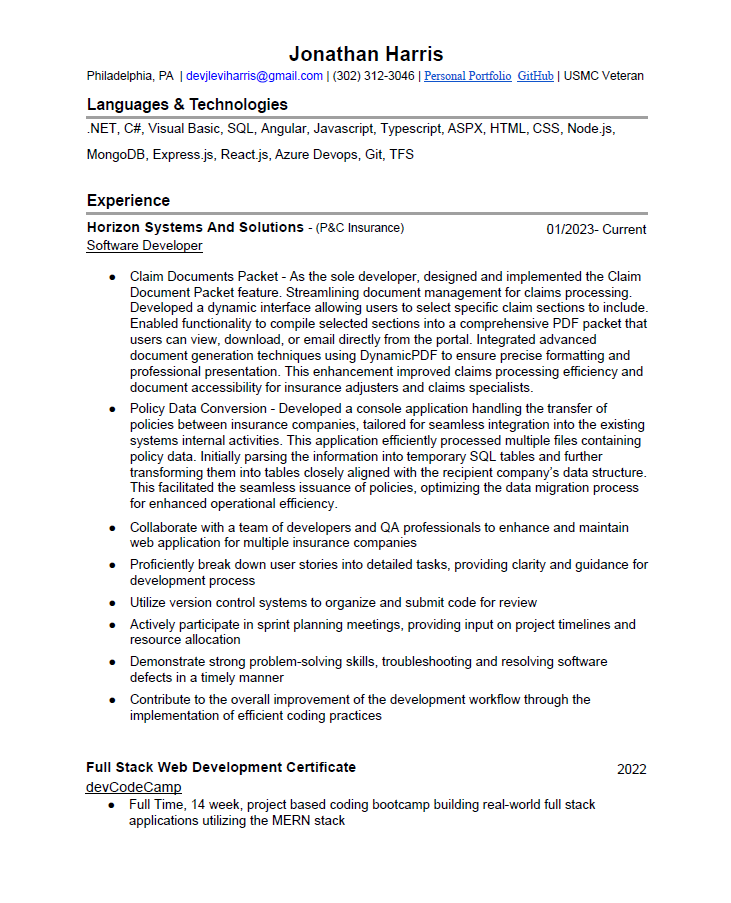 Jonathan Harris
Philadelphia, PA | devjleviharris@gmail.com | (302) 312-3046 | Personal Portfolio GitHub | USMC Veteran
Languages & Technologies
.NET, C#, Visual Basic, SQL, Angular, Javascript, Typescript, ASPX, HTML, CSS, Node.js,
MongoDB, Express.js, React.js, Azure Devops, Git, TFS
Experience
Horizon Systems And Solutions - (P&C Insurance) 01/2023- Current
Software Developer
● Claim Documents Packet - As the sole developer, designed and implemented the Claim
Document Packet feature. Streamlining document management for claims processing.
Developed a dynamic interface allowing users to select specific claim sections to include.
Enabled functionality to compile selected sections into a comprehensive PDF packet that
users can view, download, or email directly from the portal. Integrated advanced
document generation techniques using DynamicPDF to ensure precise formatting and
professional presentation. This enhancement improved claims processing efficiency and
document accessibility for insurance adjusters and claims specialists.
● Policy Data Conversion - Developed a console application handling the transfer of
policies between insurance companies, tailored for seamless integration into the existing
systems internal activities. This application efficiently processed multiple files containing
policy data. Initially parsing the information into temporary SQL tables and further
transforming them into tables closely aligned with the recipient company's data structure.
This facilitated the seamless issuance of policies, optimizing the data migration process
for enhanced operational efficiency.
● Collaborate with a team of developers and QA professionals to enhance and maintain
web application for multiple insurance companies
● Proficiently break down user stories into detailed tasks, providing clarity and guidance for
development process
● Utilize version control systems to organize and submit code for review
● Actively participate in sprint planning meetings, providing input on project timelines and
resource allocation
● Demonstrate strong problem-solving skills, troubleshooting and resolving software
defects in a timely manner
● Contribute to the overall improvement of the development workflow through the
implementation of efficient coding practices
Full Stack Web Development Certificate 2022
devCodeCamp
● Full Time, 14 week, project based coding bootcamp building real-world full stack
applications utilizing the MERN stack